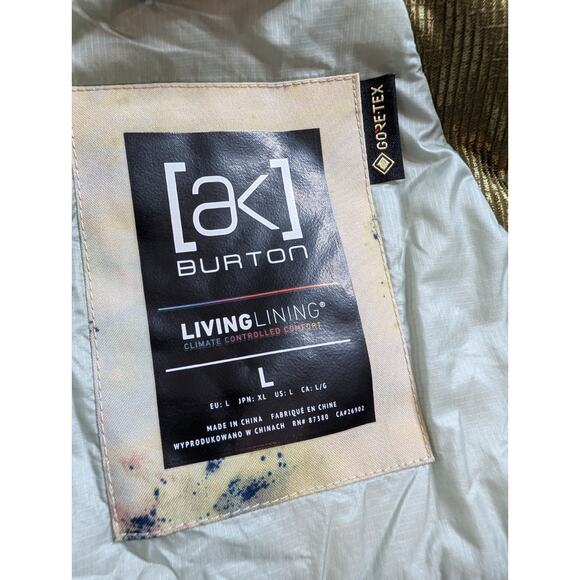 [ak]
BURTON
GORE-TEX
LIVINGLINING®
CLIMATE CONTROLLED COMFORT
L
EU: L JPN: XL US: L CA: L/G
MADE IN CHINA FABRIQUÉ EN CHINE
WYPRODUKOWANO W CHINACH RN# 87580 CA#26902